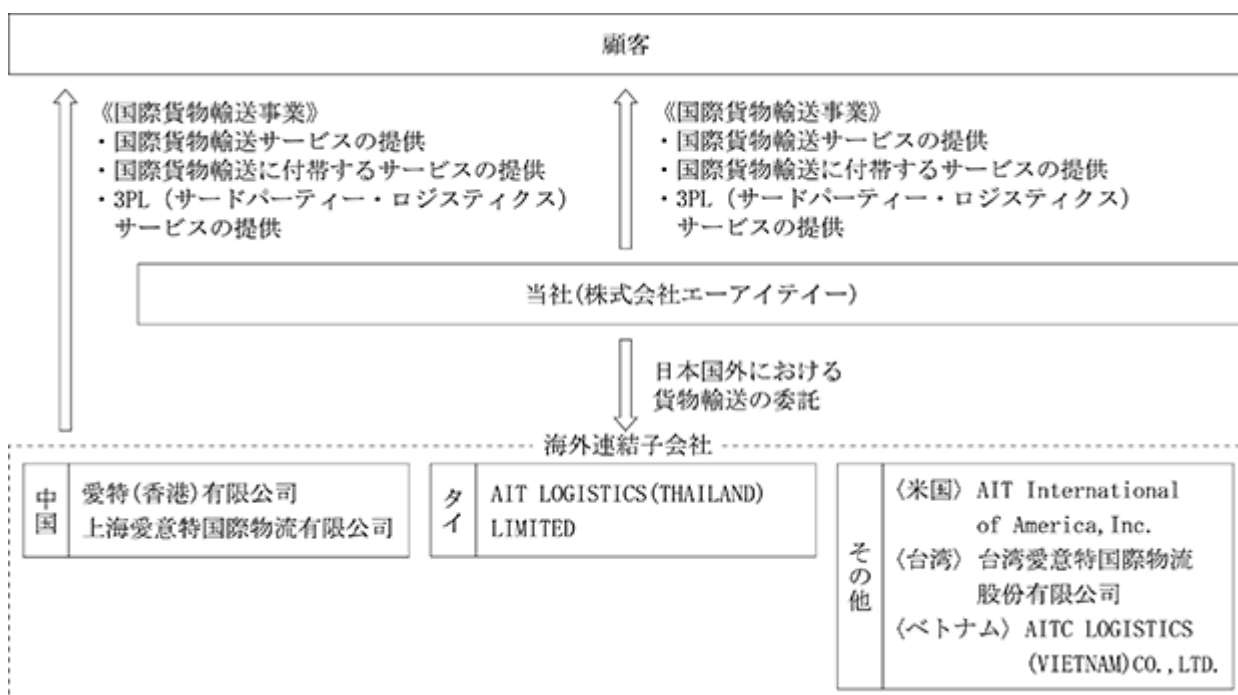 顧客
《国際貨物輸送事業》
・国際貨物輸送サービスの提供
・国際貨物輸送に付帯するサービスの提供
・3PL（サードパーティー・ロジスティクス）
サービスの提供
《国際貨物輸送事業》
・国際貨物輸送サービスの提供
・国際貨物輸送に付帯するサービスの提供
・3PL（サードパーティー・ロジスティクス）
サービスの提供
当社(株式会社エーアイテイー)
日本国外における
貨物輸送の委託
海外連結子会社
中国
愛特(香港)有限公司
上海愛意特国際物流有限公司
タイ
AIT LOGISTICS(THAILAND)
LIMITED
その他
〈米国〉AIT International
of America,Inc.
〈台湾〉台湾愛意特国際物流
股份有限公司
〈ベトナム〉AITC LOGISTICS
(VIETNAM)CO.,LTD.